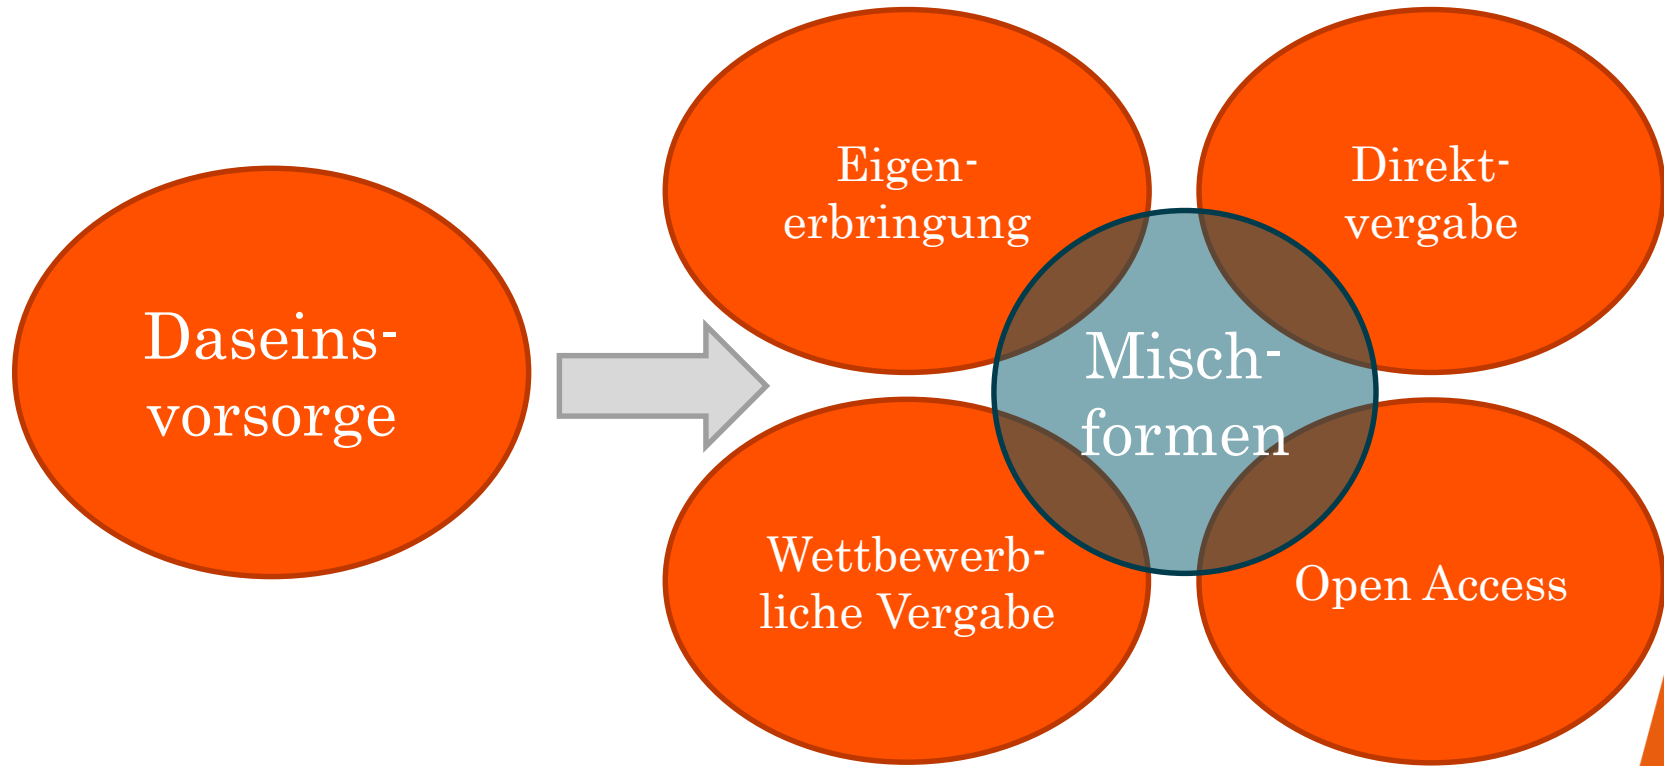 Daseins-
vorsorge
Eigen-
erbringung
Direkt-
vergabe
Misch-
formen
Wettbewerb-
liche Vergabe
Open Access